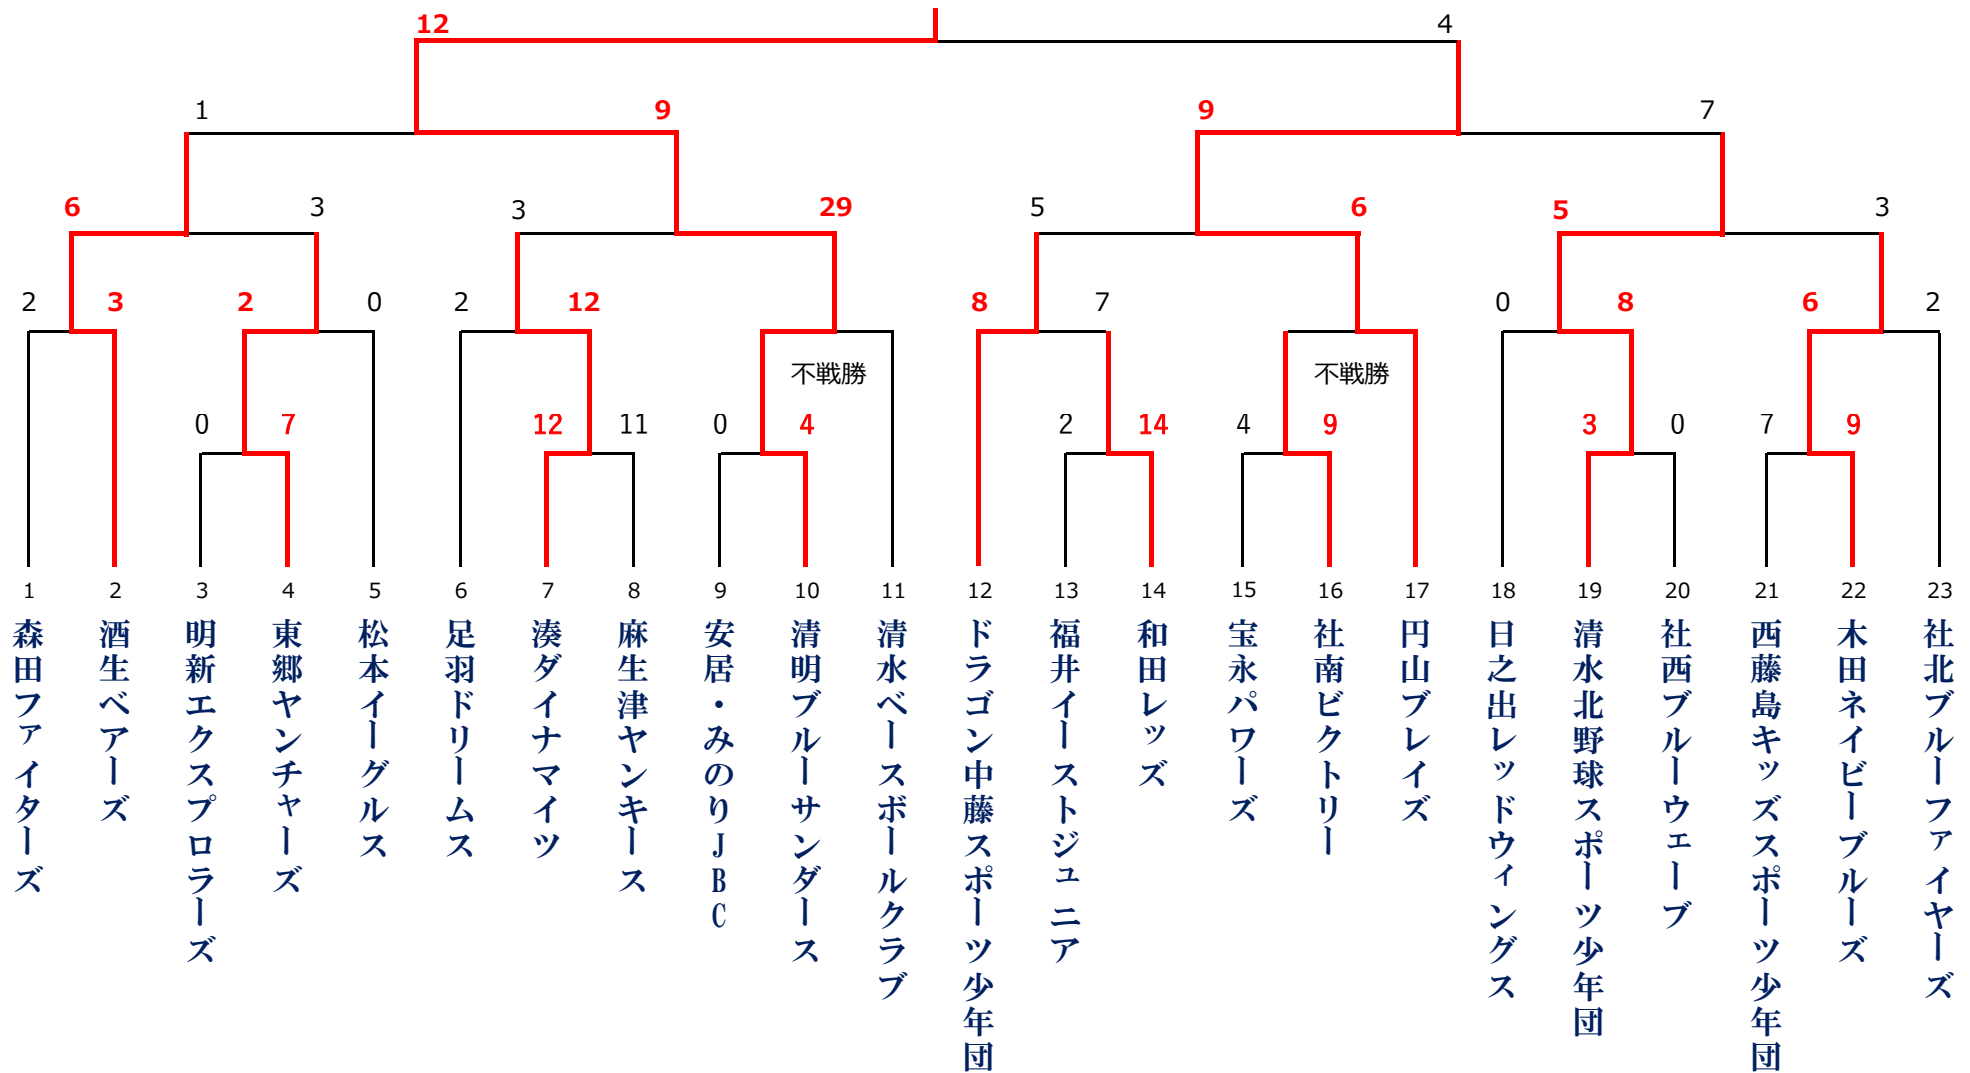 12 4
1 9 9 7
6 3 3 29 5 6 5 3
2 3 2 0 2 12 8 7 0 8 6 2
不戦勝 不戦勝
0 7 12 11 0 4 2 14 4 9 3 0 7 9
1 2 3 4 5 6 7 8 9 10 11 12 13 14 15 16 17 18 19 20 21 22 23
森田ファイターズ
酒生ベアーズ
明新エクスプロラーズ
東郷ヤンチャーズ
松本イーグルス
足羽ドリームス
湊ダイナマイツ
麻生津ヤンキース
安居・みのりJBC
清明ブルーサンダース
清水ベースボールクラブ
ドラゴン中藤スポーツ少年団
福井イーストジュニア
和田レッズ
宝永パワーズ
社南ビクトリー
円山ブレイズ
日之出レッドウィングス
清水北野球スポーツ少年団
社西ブルーウェーブ
西藤島キッズスポーツ少年団
木田ネイビーブルーズ
社北ブルーファイヤーズ